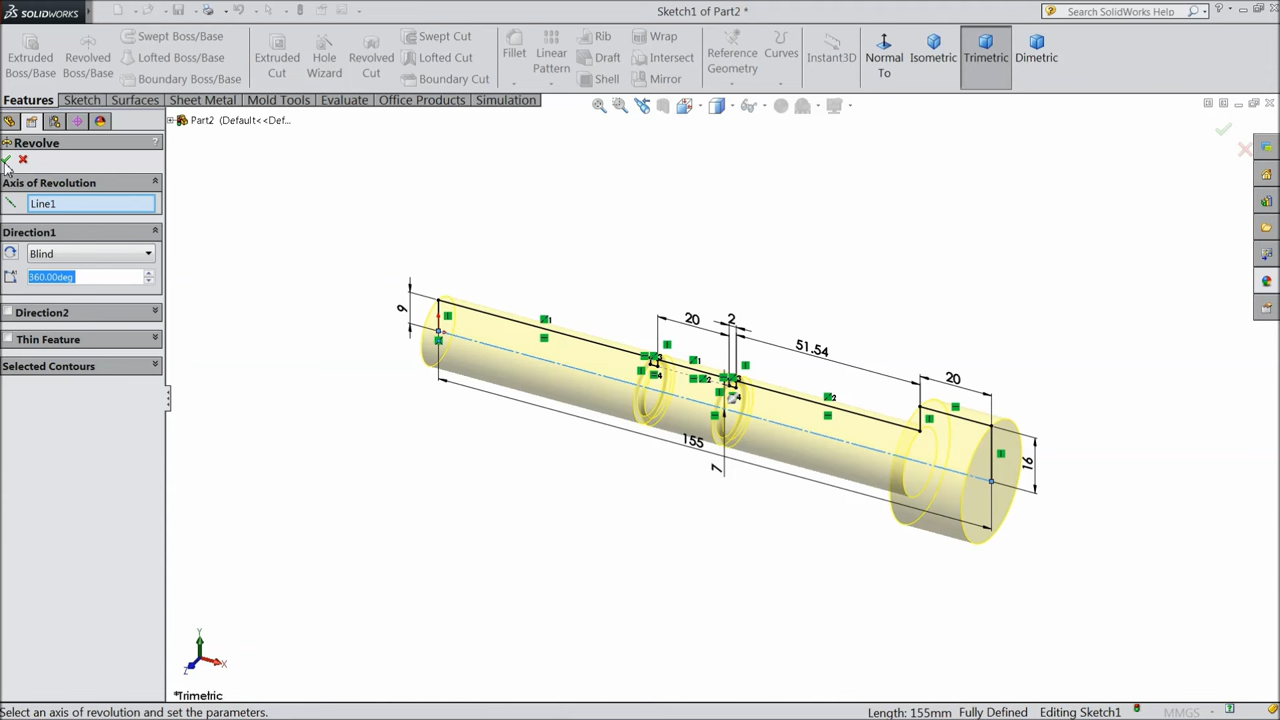 SOLIDWORKS
Sketch1 of Part2 *
Search SolidWorks Help
Extruded Boss/Base
Revolved Boss/Base
Swept Boss/Base
Lofted Boss/Base
Boundary Boss/Base
Extruded Cut
Hole Wizard
Revolved Cut
Swept Cut
Lofted Cut
Boundary Cut
Fillet
Linear Pattern
Rib
Draft
Shell
Wrap
Intersect
Mirror
Reference Geometry
Curves
Instant3D
Normal To
Isometric
Trimetric
Dimetric
Features
Sketch
Surfaces
Sheet Metal
Mold Tools
Evaluate
Office Products
Simulation
Part2 (Default<<Def...
Revolve
?
Axis of Revolution
Line1
Direction1
Blind
360.00deg
Direction2
Thin Feature
Selected Contours
9
20
2
51.54
20
155
7
16
Y
X
Z
*Trimetric
Select an axis of revolution and set the parameters.
Length: 155mm
Fully Defined
Editing Sketch1
MMGS